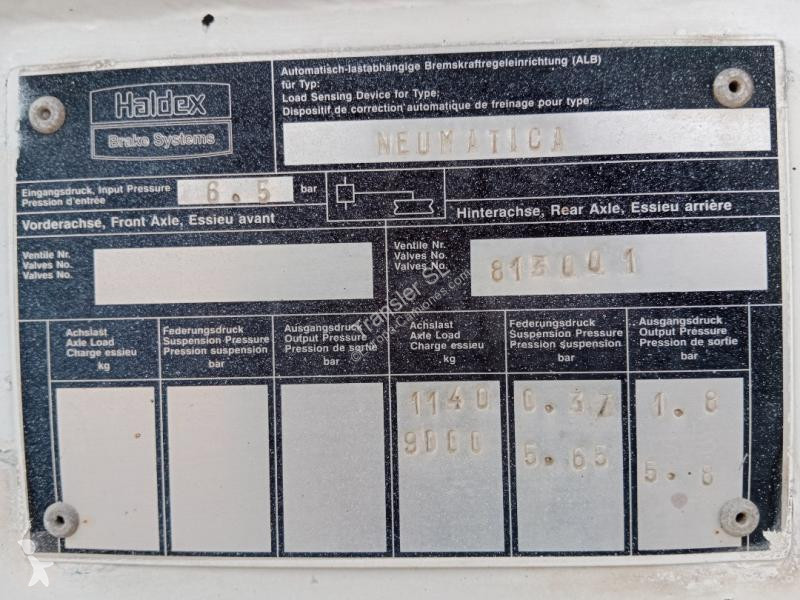 Haldex
Brake Systems
Automatisch-lastabhängige Bremskraftregeleinrichtung (ALB)
für Typ:
Load Sensing Device for Type:
Dispositif de correction automatique de freinage pour type:
NEUMATICA
Eingangsdruck, Input Pressure
Pression d'entrée
6.5
bar
Vorderachse, Front Axle, Essieu avant
Hinterachse, Rear Axle, Essieu arrière
Ventile Nr.
Valves No.
Valves No.
Ventile Nr.
Valves No.
Valves No.
813001
Achslast
Axle Load
Charge essieu
kg
Federungsdruck
Suspension Pressure
Pression suspension
bar
Ausgangsdruck
Output Pressure
Pression de sortie
bar
Achslast
Axle Load
Charge essieu
kg
Federungsdruck
Suspension Pressure
Pression suspension
bar
Ausgangsdruck
Output Pressure
Pression de sortie
bar
1140 0.37 1.8
9000 5.65 5.8
Transler SL